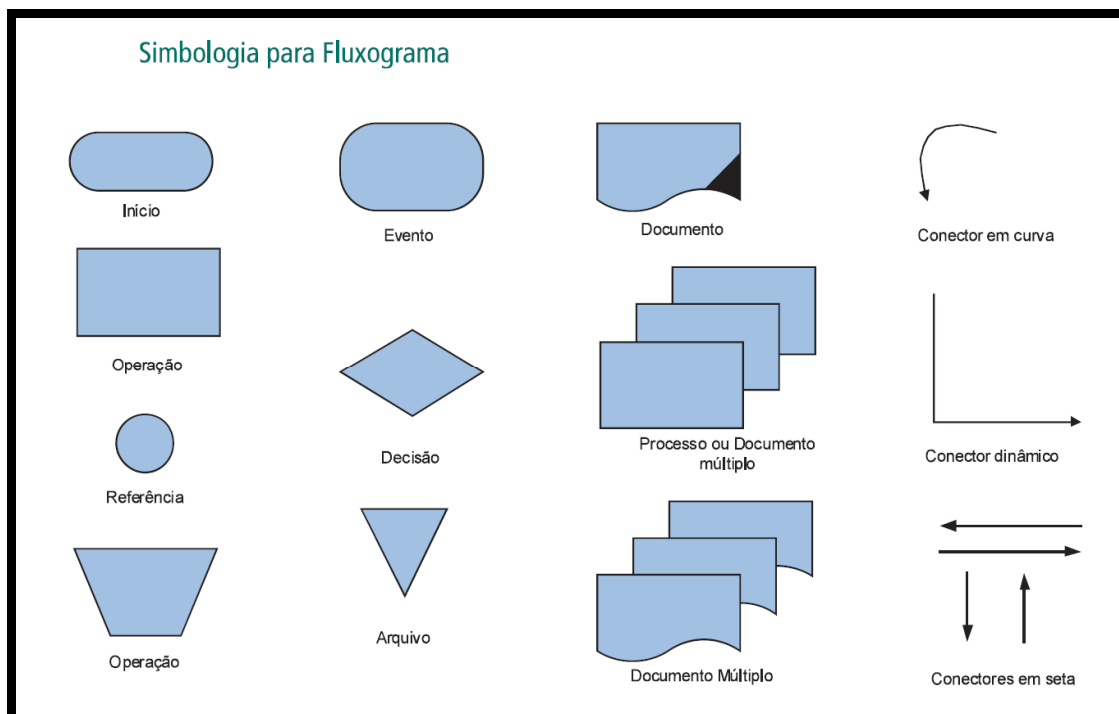 Simbologia para Fluxograma
Início
Evento
Documento
Conector em curva
Operação
Decisão
Processo ou Documento
múltiplo
Conector dinâmico
Referência
Operação
Arquivo
Documento Múltiplo
Conectores em seta